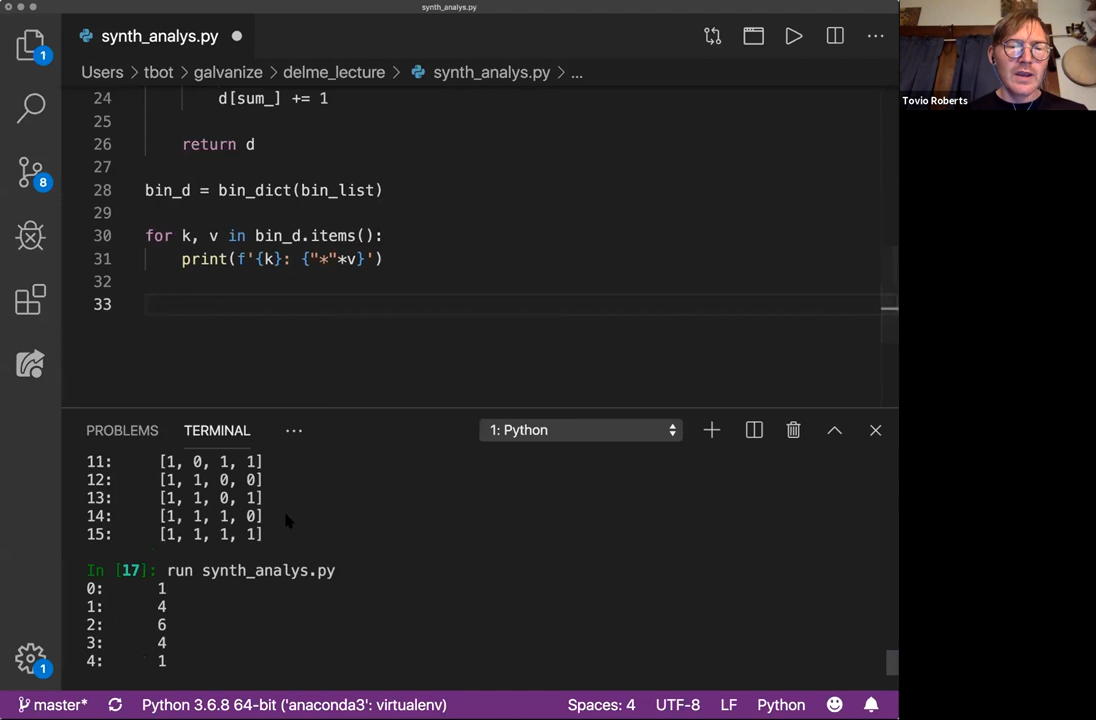 synth_analys.py
synth_analys.py
Users > tbot > galvanize > delme_lecture > synth_analys.py > ...
24 d[sum_] += 1
25
26 return d
27
28 bin_d = bin_dict(bin_list)
29
30 for k, v in bin_d.items():
31 print(f'{k}: {"*"*v}')
32
33
PROBLEMS TERMINAL ... 1: Python
11: [1, 0, 1, 1]
12: [1, 1, 0, 0]
13: [1, 1, 0, 1]
14: [1, 1, 1, 0]
15: [1, 1, 1, 1]
In [17]: run synth_analys.py
0: 1
1: 4
2: 6
3: 4
4: 1
master* Python 3.6.8 64-bit ('anaconda3': virtualenv) Spaces: 4 UTF-8 LF Python
1
8
1
Tovio Roberts